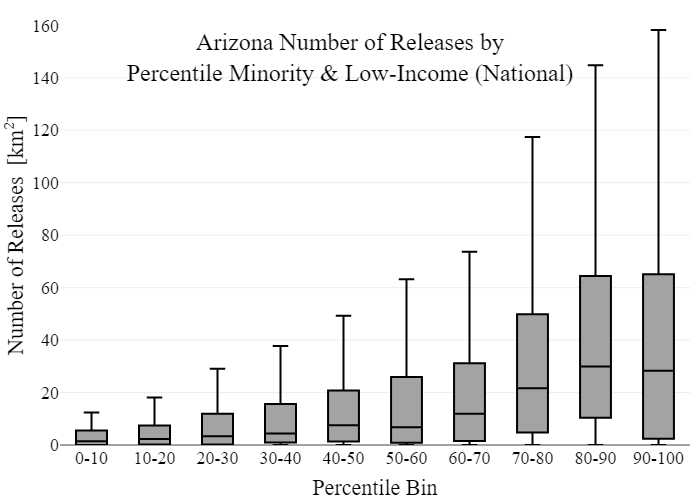 Arizona Number of Releases by
Percentile Minority & Low-Income (National)
Number of Releases [km²]
160
140
120
100
80
60
40
20
0
0-10 10-20 20-30 30-40 40-50 50-60 60-70 70-80 80-90 90-100
Percentile Bin